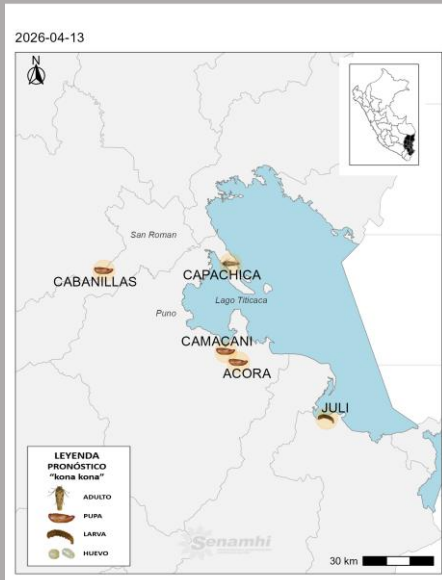 2026-04-13
N
San Roman
CABANILLAS
CAPACHICA
Lago Titicaca
Puno
CAMACANI
ACORA
JULI
LEYENDA
PRONÓSTICO
"kona kona"
ADULTO
PUPA
LARVA
HUEVO
Senamhi
30 km